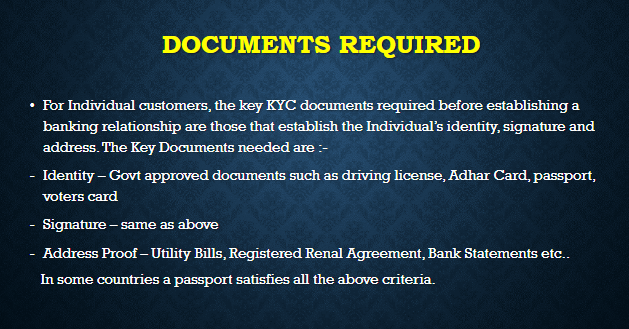 DOCUMENTS REQUIRED
• For Individual customers, the key KYC documents required before establishing a
banking relationship are those that establish the Individual's identity, signature and
address. The Key Documents needed are :-
- Identity – Govt approved documents such as driving license, Adhar Card, passport,
voters card
- Signature – same as above
- Address Proof – Utility Bills, Registered Renal Agreement, Bank Statements etc..
In some countries a passport satisfies all the above criteria.